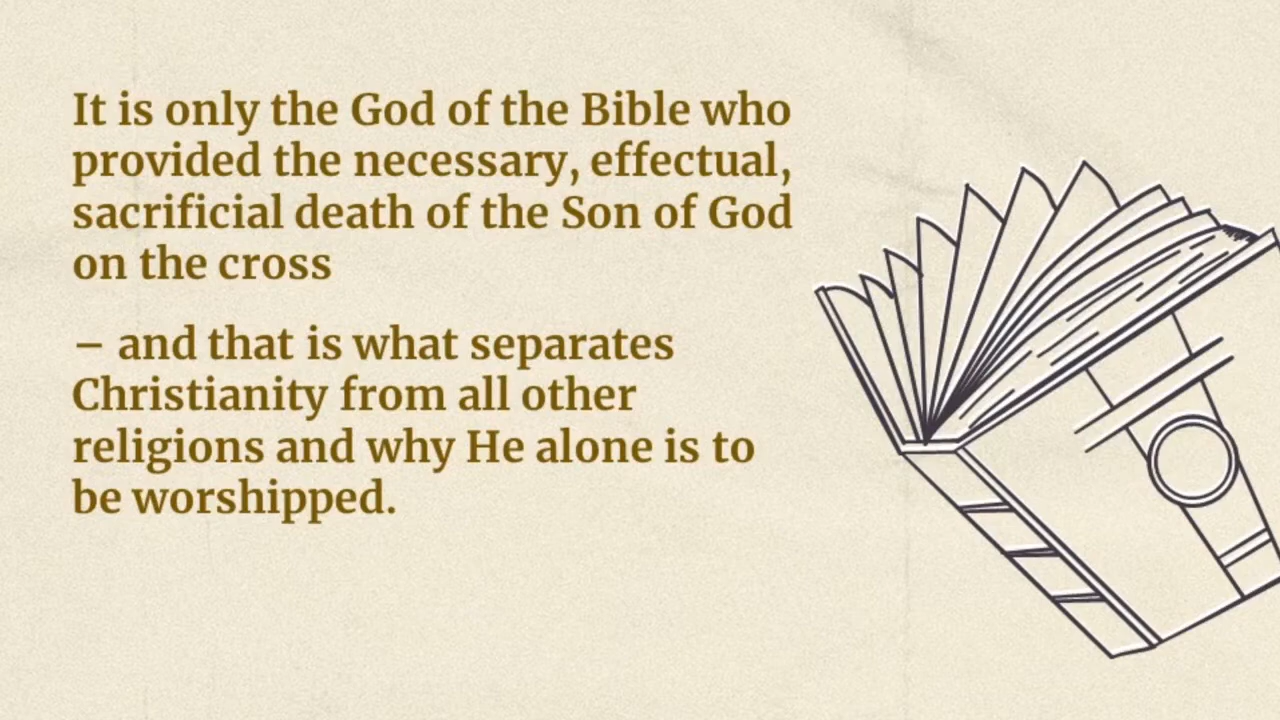 It is only the God of the Bible who
provided the necessary, effectual,
sacrificial death of the Son of God
on the cross
– and that is what separates
Christianity from all other
religions and why He alone is to
be worshipped.